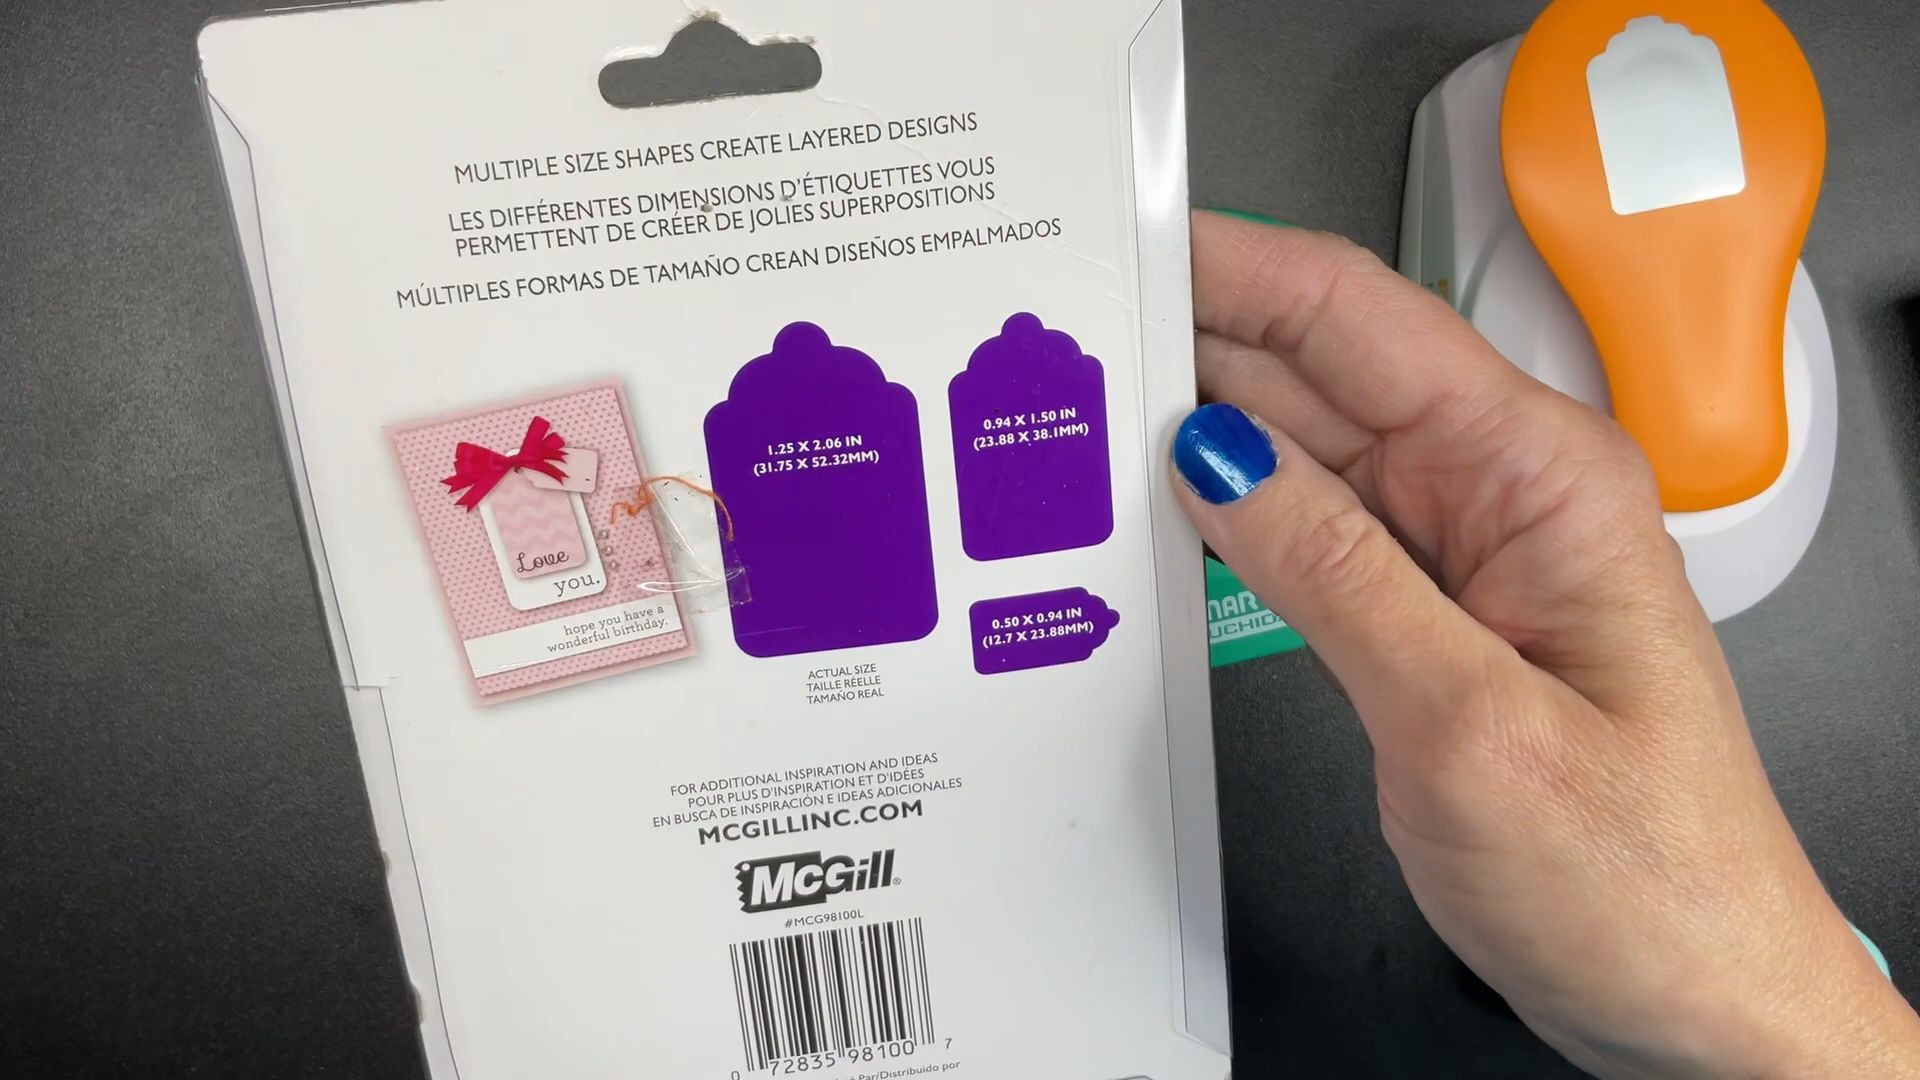 MULTIPLE SIZE SHAPES CREATE LAYERED DESIGNS
LES DIFFÉRENTES DIMENSIONS D'ÉTIQUETTES VOUS
PERMETTENT DE CRÉER DE JOLIES SUPERPOSITIONS
MÚLTIPLES FORMAS DE TAMAÑO CREAN DISEÑOS EMPALMADOS
1.25 X 2.06 IN
(31.75 X 52.32MM)
0.94 X 1.50 IN
(23.88 X 38.1MM)
0.50 X 0.94 IN
(12.7 X 23.88MM)
Love
you.
hope you have a
wonderful birthday.
ACTUAL SIZE
TAILLE RÉELLE
TAMAÑO REAL
FOR ADDITIONAL INSPIRATION AND IDEAS
POUR PLUS D'INSPIRATION ET D'IDÉES
EN BUSCA DE INSPIRACIÓN E IDEAS ADICIONALES
MCGILLINC.COM
McGill®
#MCG98100L
0 72835 98100 7
Par/Distribuido por